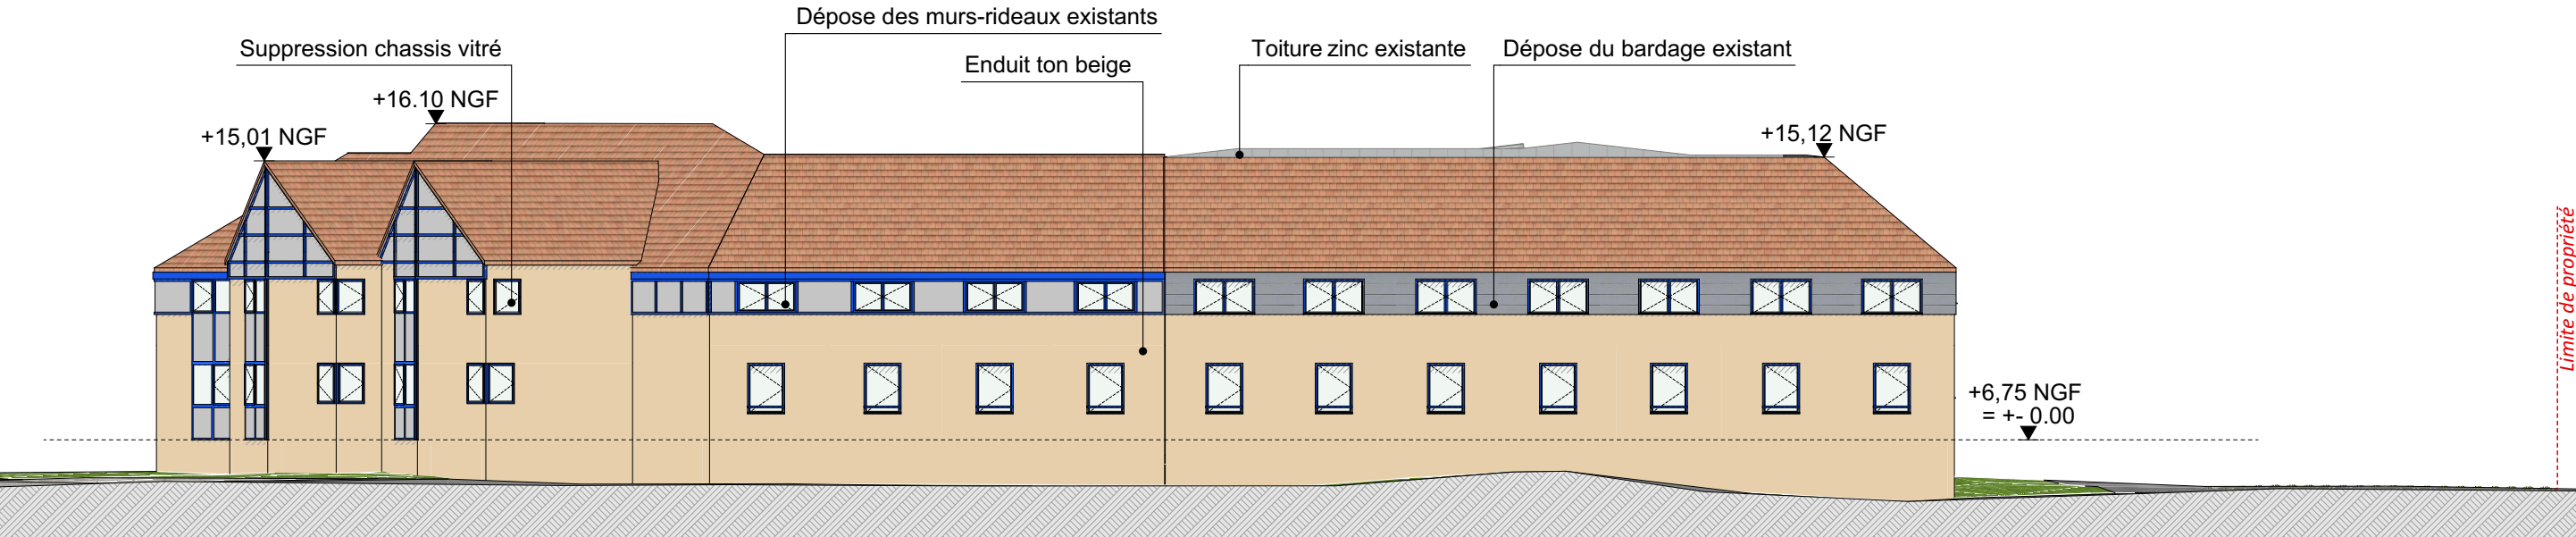 Dépose des murs-rideaux existants
Suppression chassis vitré
Toiture zinc existante
Dépose du bardage existant
Enduit ton beige
+16.10 NGF
+15,01 NGF
+15,12 NGF
Limite de propriété
+6,75 NGF
= +- 0.00